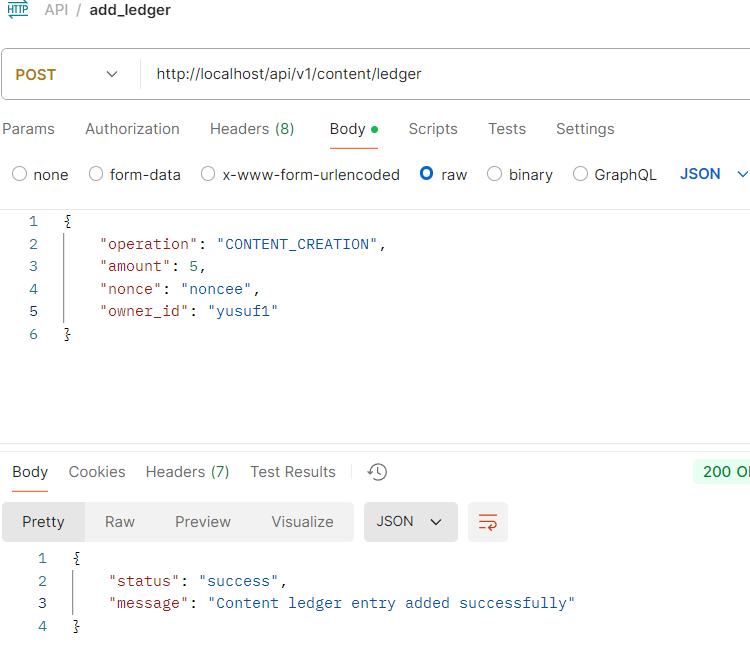 HTTP API / add_ledger
POST http://localhost/api/v1/content/ledger
Params Authorization Headers (8) Body Scripts Tests Settings
none form-data x-www-form-urlencoded raw binary GraphQL JSON
1 {
2 "operation": "CONTENT_CREATION",
3 "amount": 5,
4 "nonce": "noncee",
5 "owner_id": "yusuf1"
6 }
Body Cookies Headers (7) Test Results 200 O
Pretty Raw Preview Visualize JSON
1 {
2 "status": "success",
3 "message": "Content ledger entry added successfully"
4 }